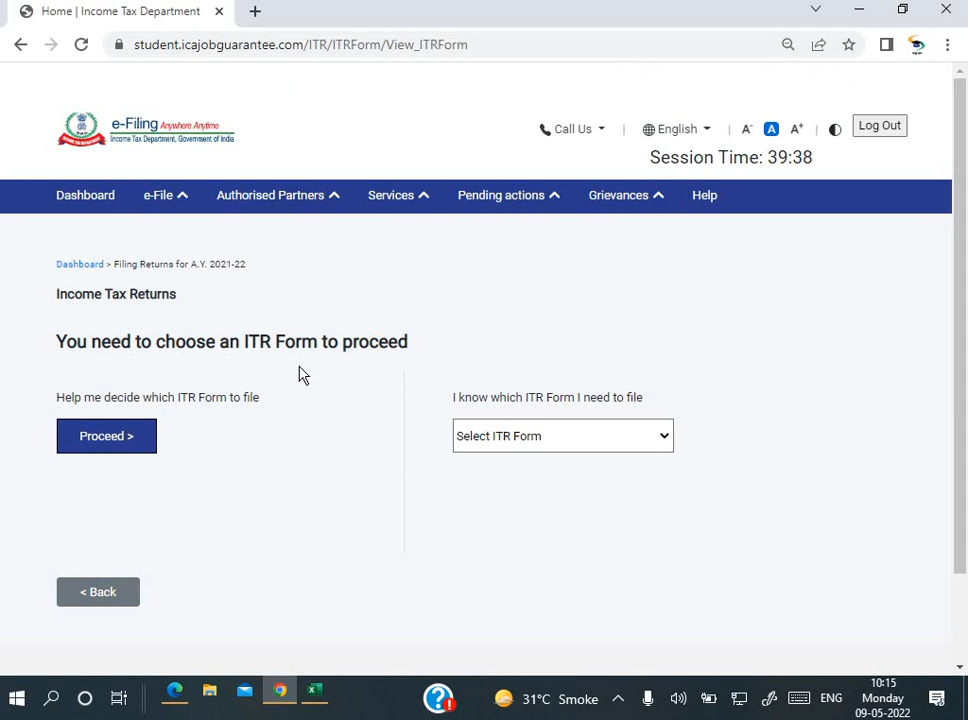 Home | Income Tax Department
student.icajobguarantee.com/ITR/ITRForm/View_ITRForm
e-Filing Anywhere Anytime
Income Tax Department, Government of India
Call Us
English
A-
A
A+
Log Out
Session Time: 39:38
Dashboard e-File Authorised Partners Services Pending actions Grievances Help
Dashboard > Filing Returns for A.Y. 2021-22
Income Tax Returns
You need to choose an ITR Form to proceed
Help me decide which ITR Form to file
Proceed >
I know which ITR Form I need to file
Select ITR Form
< Back
31°C Smoke
ENG
10:15
Monday
09-05-2022